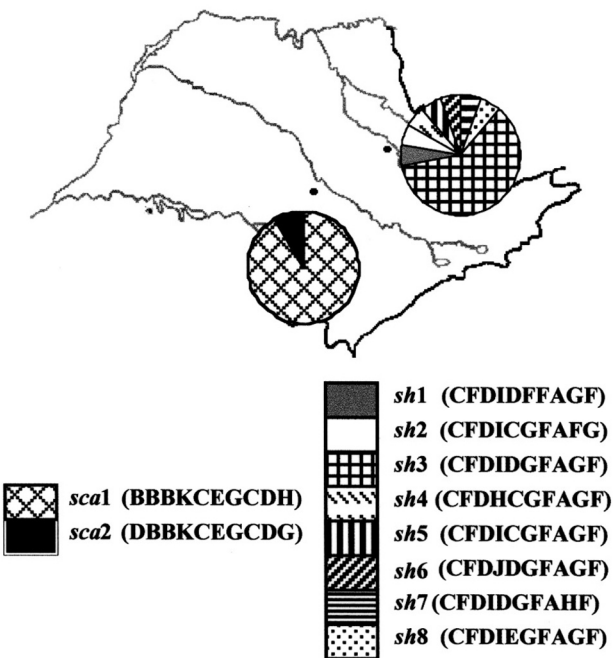 sh1 (CFDIDFFAGF)
sh2 (CFDICGFAFG)
sh3 (CFDIDGFAGF)
sh4 (CFDHCGFAGF)
sh5 (CFDICGFAGF)
sh6 (CFDJDGFAGF)
sh7 (CFDIDGFAHF)
sh8 (CFDIEGFAGF)
sca1 (BBBKCEGCDH)
sca2 (DBBKCEGCDG)